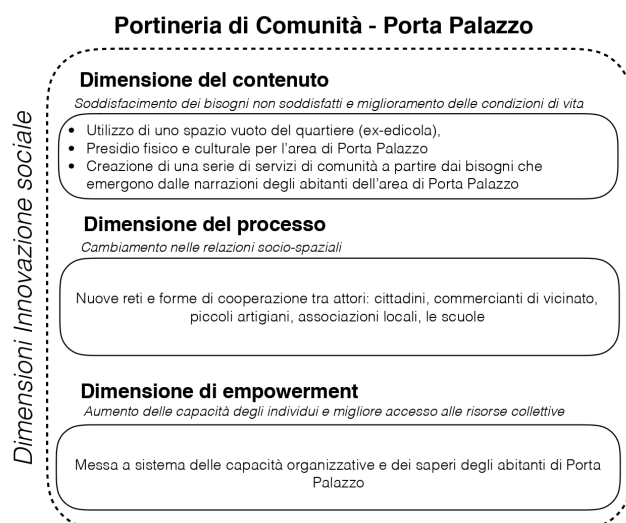 Portineria di Comunità - Porta Palazzo
Dimensioni Innovazione sociale
Dimensione del contenuto
Soddisfacimento dei bisogni non soddisfatti e miglioramento delle condizioni di vita
• Utilizzo di uno spazio vuoto del quartiere (ex-edicola),
• Presidio fisico e culturale per l'area di Porta Palazzo
• Creazione di una serie di servizi di comunità a partire dai bisogni che
emergono dalle narrazioni degli abitanti dell'area di Porta Palazzo
Dimensione del processo
Cambiamento nelle relazioni socio-spaziali
Nuove reti e forme di cooperazione tra attori: cittadini, commercianti di vicinato,
piccoli artigiani, associazioni locali, le scuole
Dimensione di empowerment
Aumento delle capacità degli individui e migliore accesso alle risorse collettive
Messa a sistema delle capacità organizzative e dei saperi degli abitanti di Porta
Palazzo